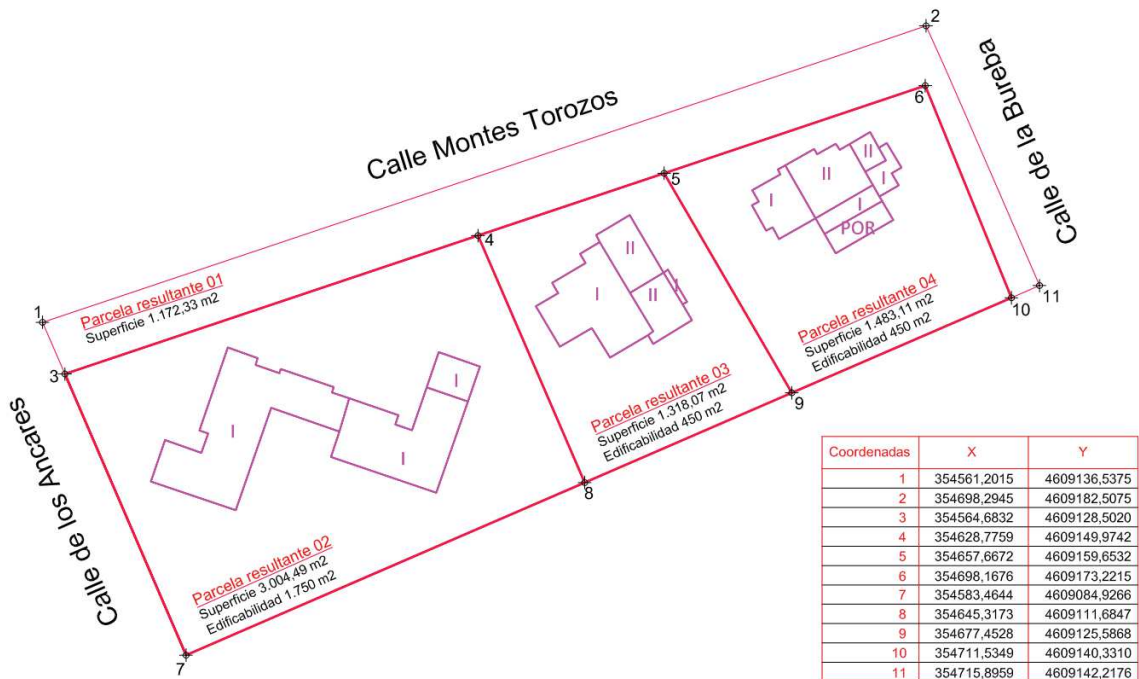 Calle Montes Torozos
Calle de la Bureba
Calle de los Ancares
1
2
3
4
5
6
7
8
9
10
11
Parcela resultante 01
Superficie 1.172,33 m2
Parcela resultante 02
Superficie 3.004,49 m2
Edificabilidad 1.750 m2
Parcela resultante 03
Superficie 1.318,07 m2
Edificabilidad 450 m2
Parcela resultante 04
Superficie 1.483,11 m2
Edificabilidad 450 m2
I
I
I
I
II
II
I
I
II
II
I
I
POR
Coordenadas X Y
1 354561,2015 4609136,5375
2 354698,2945 4609182,5075
3 354564,6832 4609128,5020
4 354628,7759 4609149,9742
5 354657,6672 4609159,6532
6 354698,1676 4609173,2215
7 354583,4644 4609084,9266
8 354645,3173 4609111,6847
9 354677,4528 4609125,5868
10 354711,5349 4609140,3310
11 354715,8959 4609142,2176